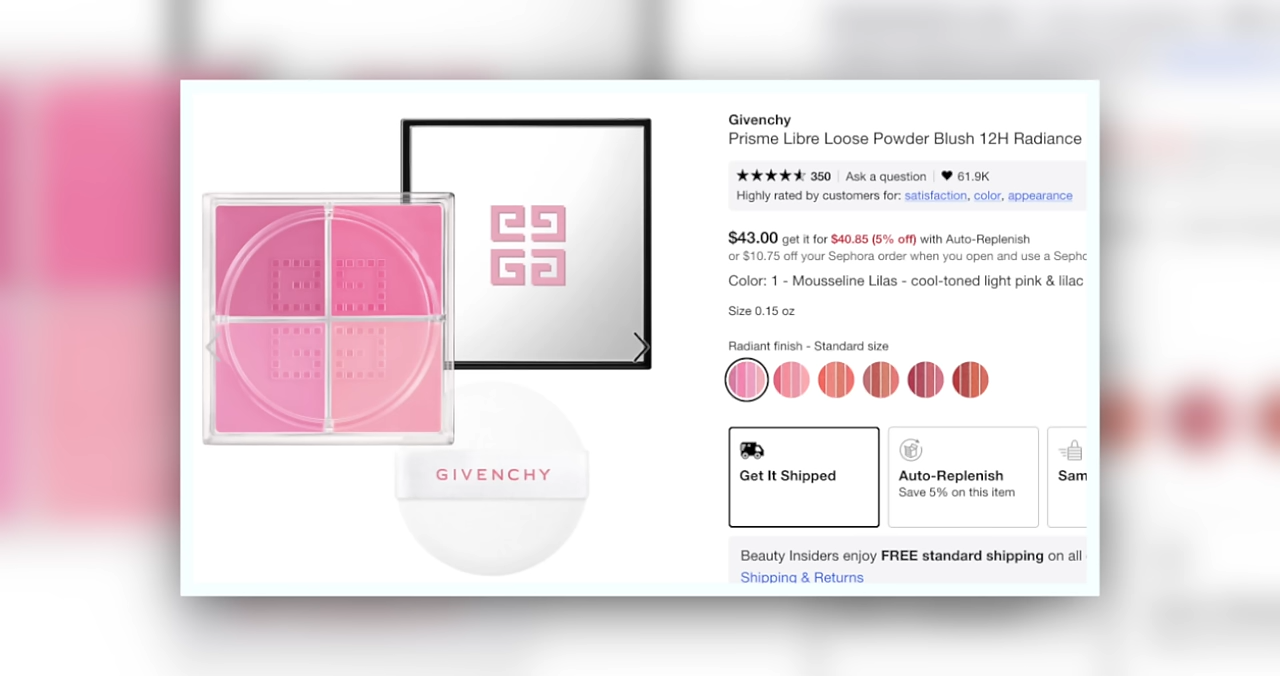 Givenchy
Prisme Libre Loose Powder Blush 12H Radiance
350 Ask a question 61.9K
Highly rated by customers for: satisfaction, color, appearance
$43.00 get it for $40.85 (5% off) with Auto-Replenish
or $10.75 off your Sephora order when you open and use a
Color: 1 - Mousseline Lilas - cool-toned light pink & lilac
Size 0.15 oz
Radiant finish - Standard size
Get It Shipped
Auto-Replenish
Save 5% on this item
Beauty Insiders enjoy FREE standard shipping on all
Shipping & Returns
GIVENCHY